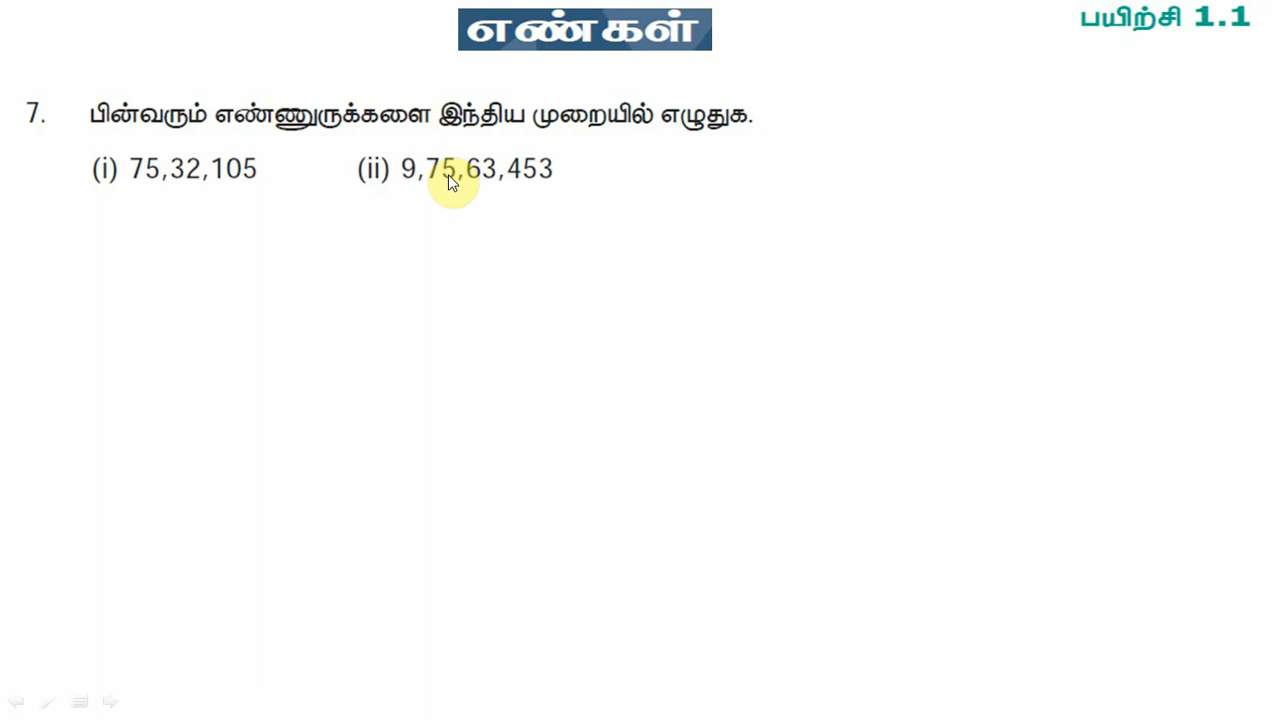 எண்கள்
பயிற்சி 1.1
7. பின்வரும் எண்ணுருக்களை இந்திய முறையில் எழுதுக.
(i) 75,32,105 (ii) 9,75,63,453